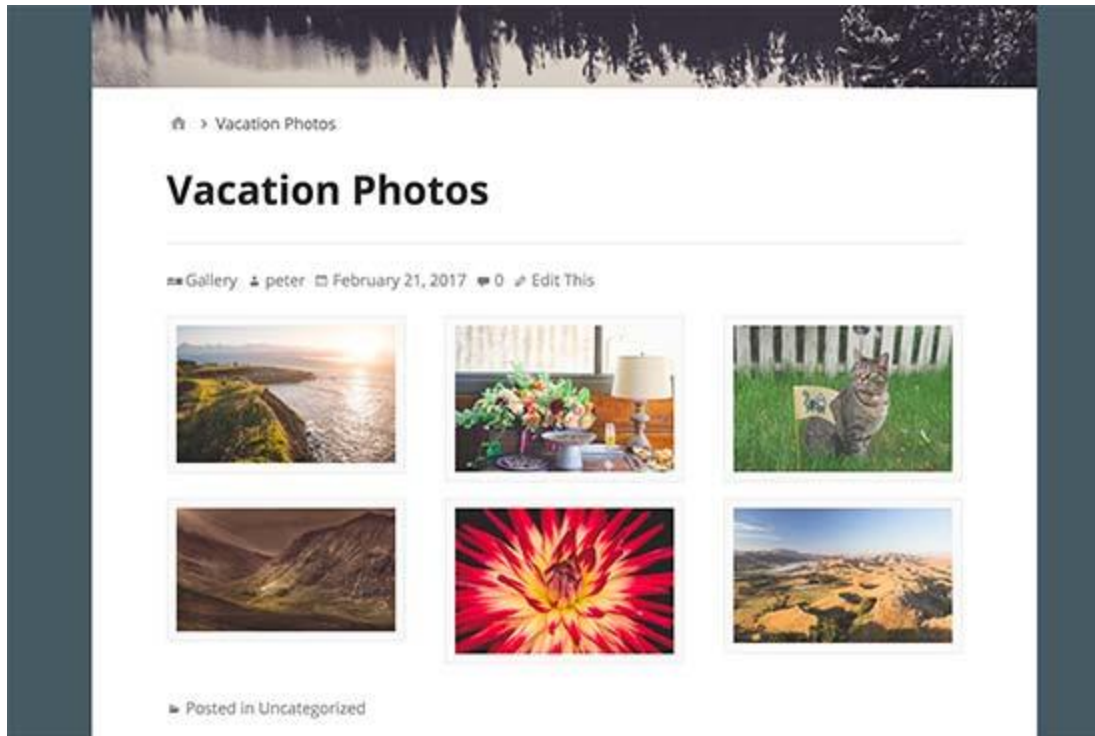 > Vacation Photos
Vacation Photos
Gallery peter February 21, 2017 0 Edit This
Posted in Uncategorized